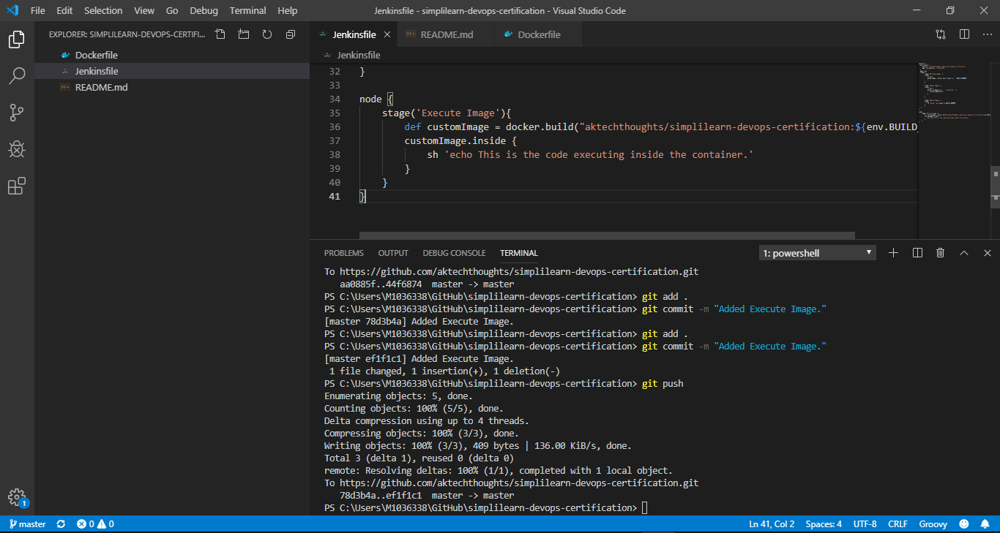 File Edit Selection View Go Debug Terminal Help Jenkinsfile - simplilearn-devops-certification - Visual Studio Code
EXPLORER: SIMPLILEARN-DEVOPS-CERTIFI...
Dockerfile
Jenkinsfile
README.md
Jenkinsfile README.md Dockerfile
Jenkinsfile
32 }
33
34 node {
35 stage('Execute Image'){
36 def customImage = docker.build("aktechthoughts/simplilearn-devops-certification:${env.BUILD_
37 customImage.inside {
38 sh 'echo This is the code executing inside the container.'
39 }
40 }
41 }
PROBLEMS OUTPUT DEBUG CONSOLE TERMINAL 1: powershell
To https://github.com/aktechthoughts/simplilearn-devops-certification.git
aa0885f..44f6874 master -> master
PS C:\Users\M1036338\GitHub\simplilearn-devops-certification> git add .
PS C:\Users\M1036338\GitHub\simplilearn-devops-certification> git commit -m "Added Execute Image."
[master 78d3b4a] Added Execute Image.
PS C:\Users\M1036338\GitHub\simplilearn-devops-certification> git add .
PS C:\Users\M1036338\GitHub\simplilearn-devops-certification> git commit -m "Added Execute Image."
[master ef1f1c1] Added Execute Image.
1 file changed, 1 insertion(+), 1 deletion(-)
PS C:\Users\M1036338\GitHub\simplilearn-devops-certification> git push
Enumerating objects: 5, done.
Counting objects: 100% (5/5), done.
Delta compression using up to 4 threads.
Compressing objects: 100% (3/3), done.
Writing objects: 100% (3/3), 409 bytes | 136.00 KiB/s, done.
Total 3 (delta 1), reused 0 (delta 0)
remote: Resolving deltas: 100% (1/1), completed with 1 local object.
To https://github.com/aktechthoughts/simplilearn-devops-certification.git
78d3b4a..ef1f1c1 master -> master
PS C:\Users\M1036338\GitHub\simplilearn-devops-certification>
1
master 0 0 Ln 41, Col 2 Spaces: 4 UTF-8 CRLF Groovy